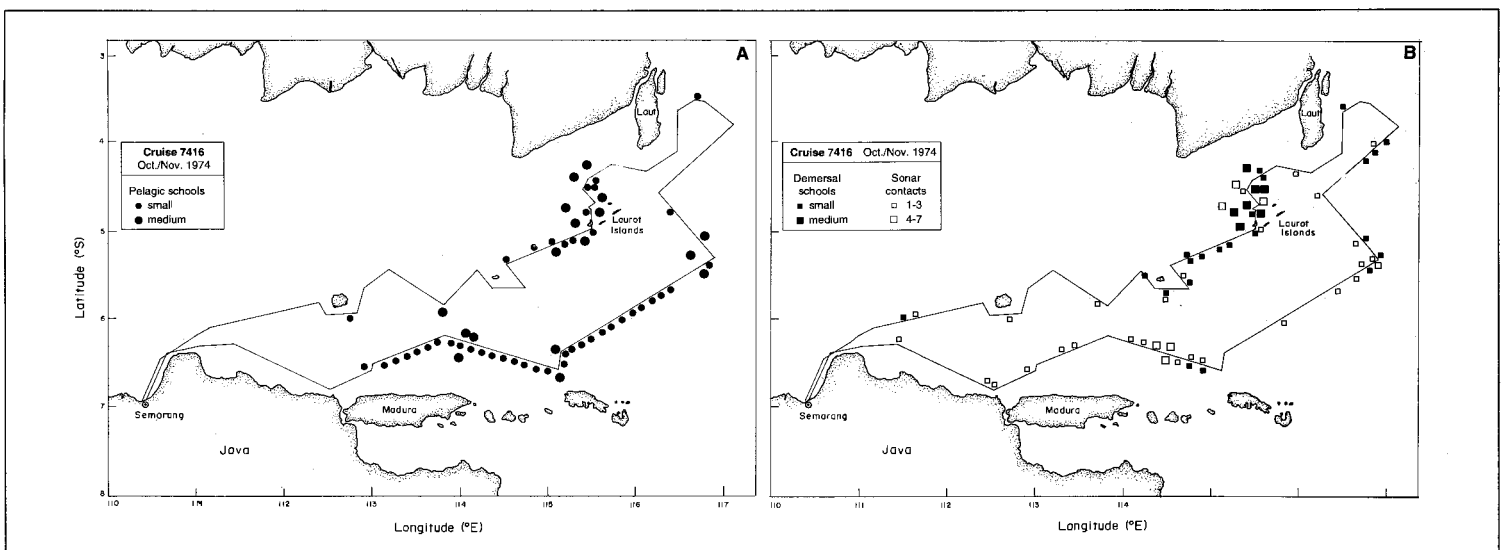 A
3
4
5
6
7
8
Latitude (°S)
Cruise 7416
Oct./Nov. 1974
Pelagic schools
small
medium
Laut
Laurot
Islands
Semarang
Madura
Java
110
111
112
113
114
115
116
117
Longitude (°E)
B
Cruise 7416 Oct./Nov. 1974
Demersal schools
small
medium
Sonar contacts
1-3
4-7
Laut
Laurot
Islands
Semarang
Madura
Java
110
111
112
113
114
Longitude (°E)